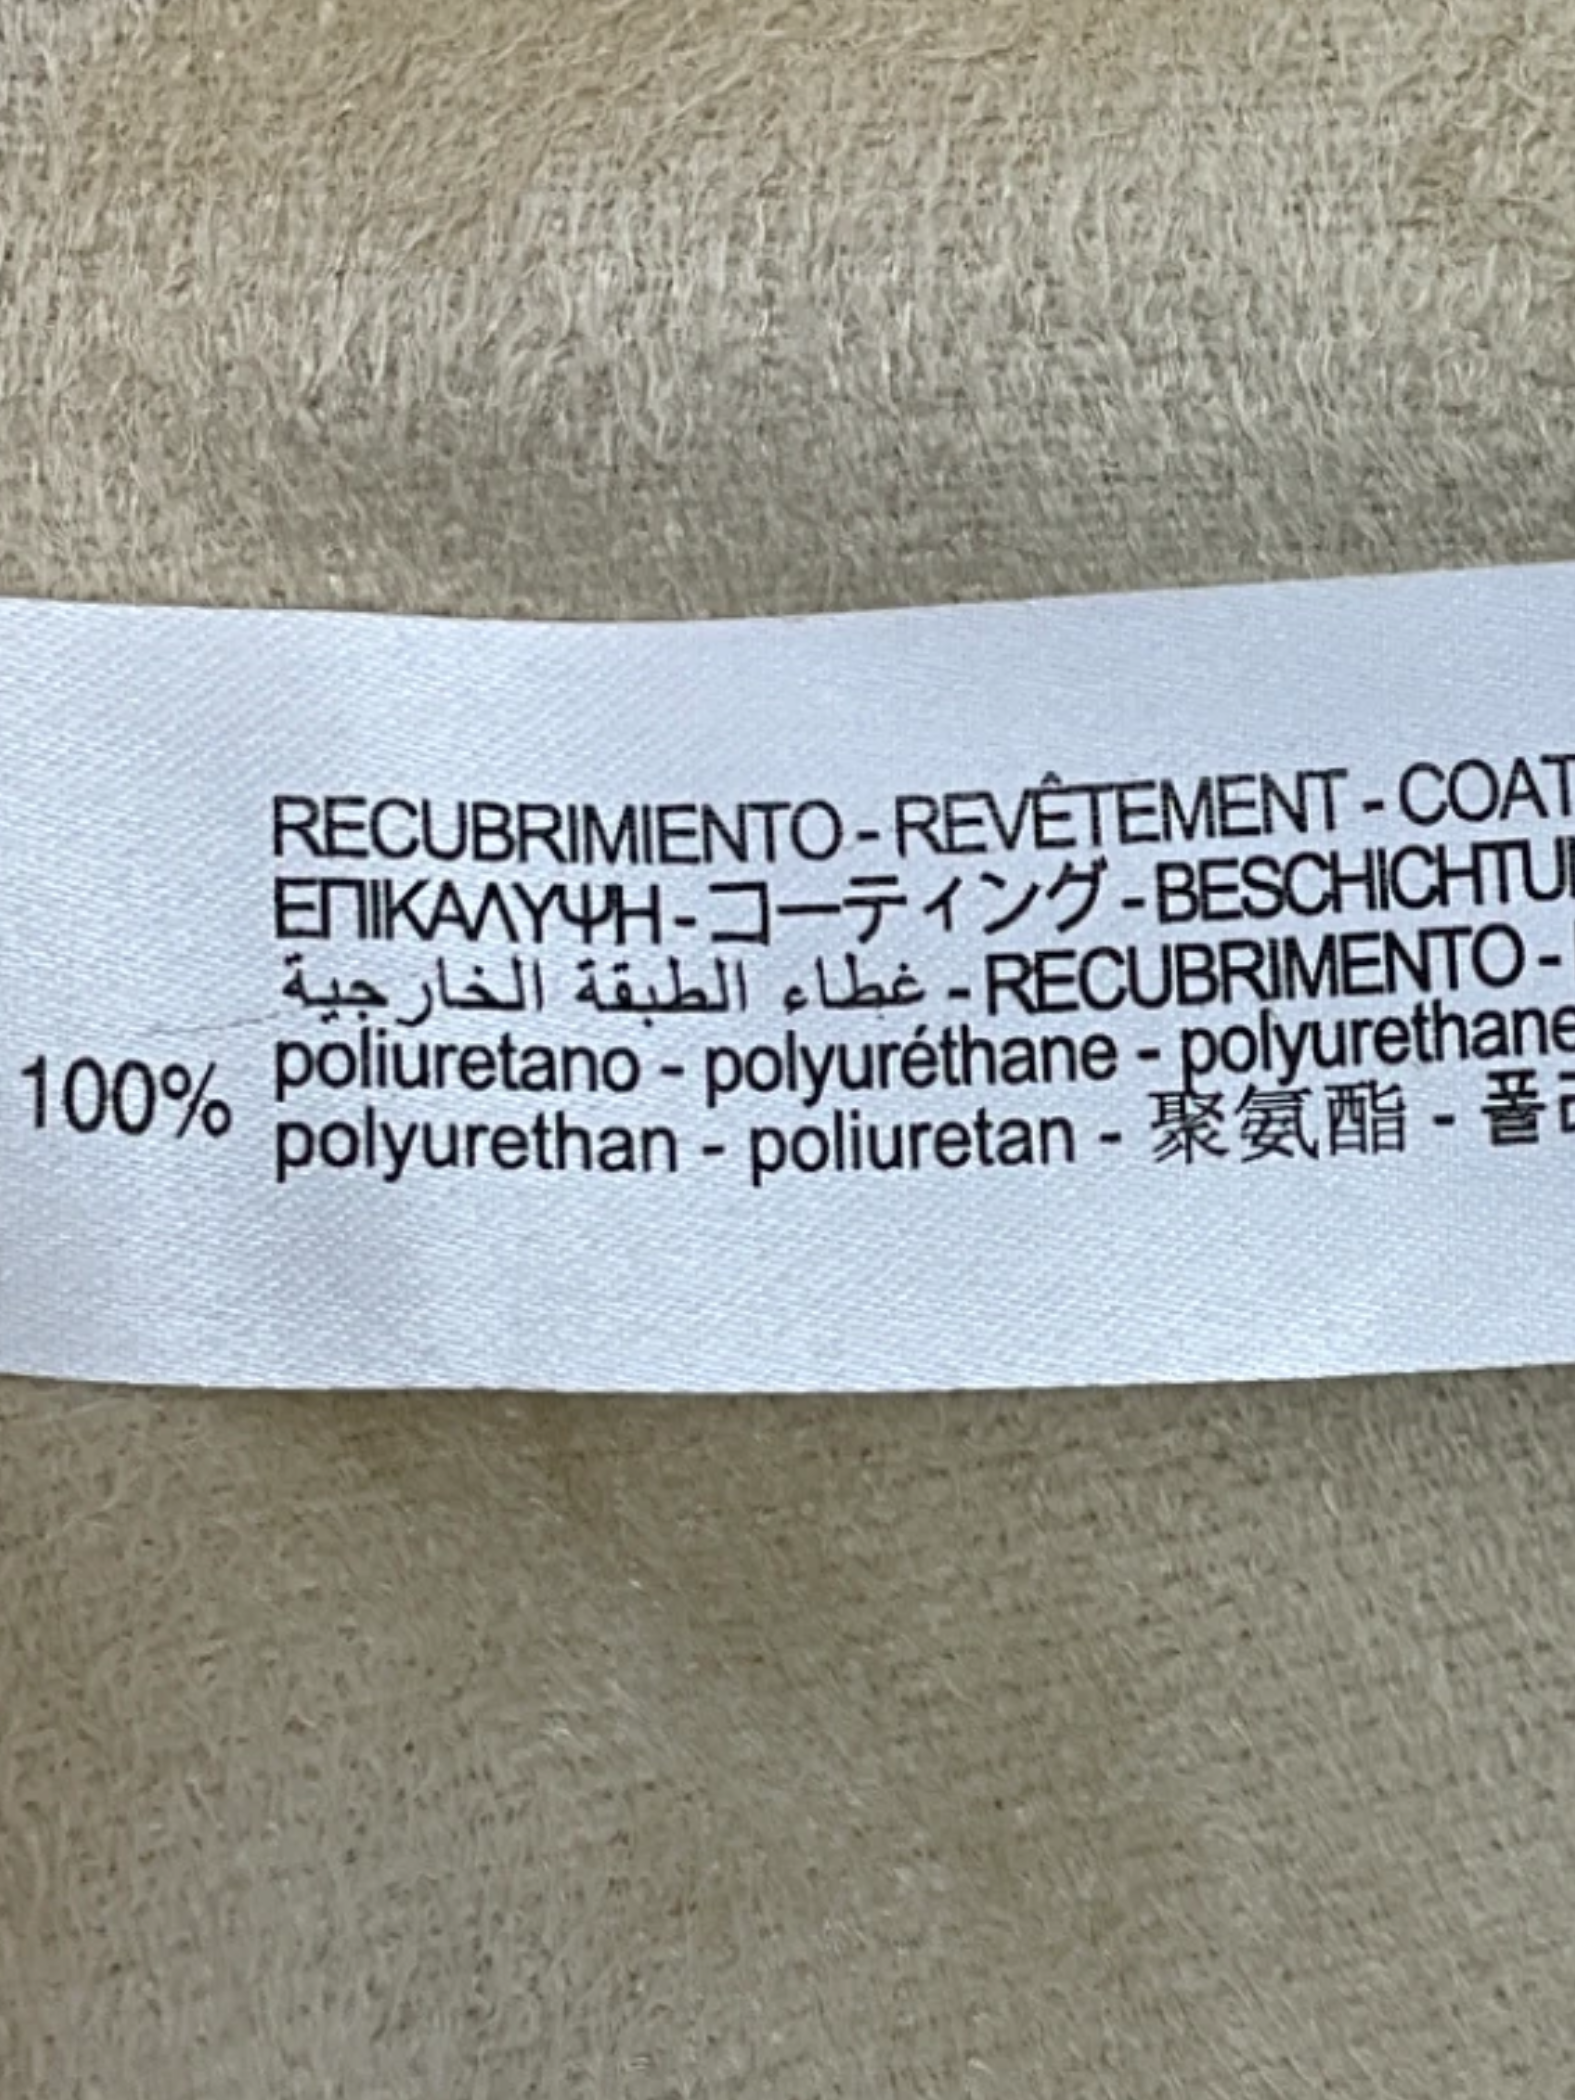 RECUBRIMIENTO - REVÊTEMENT - COAT
ΕΠΙΚΑΛΥΨΗ - コーティング - BESCHICHTU
غطاء الطبقة الخارجية - RECUBRIMENTO -
poliuretano - polyuréthane - polyurethane
100%
polyurethan - poliuretan - 聚氨酯 - 폴